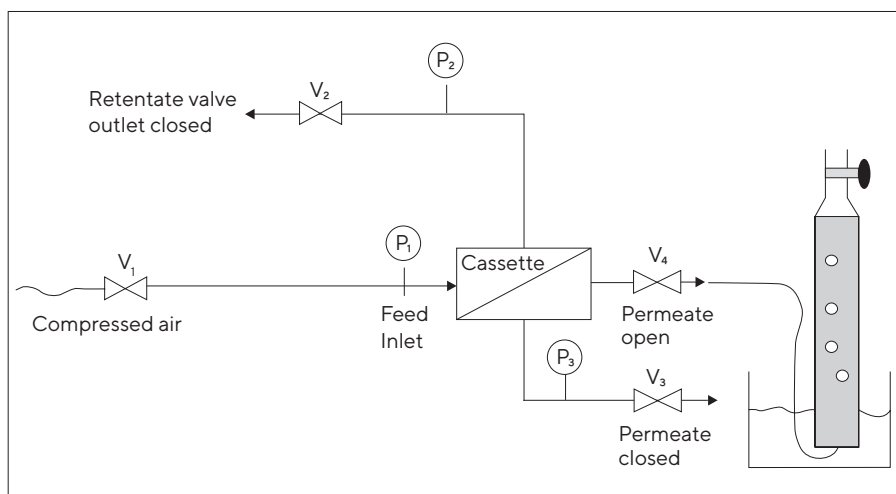 P₂
V₂
Retentate valve
outlet closed
P₁
Cassette
V₄
V₁
Compressed air
Feed
Inlet
Permeate
open
P₃
V₃
Permeate
closed